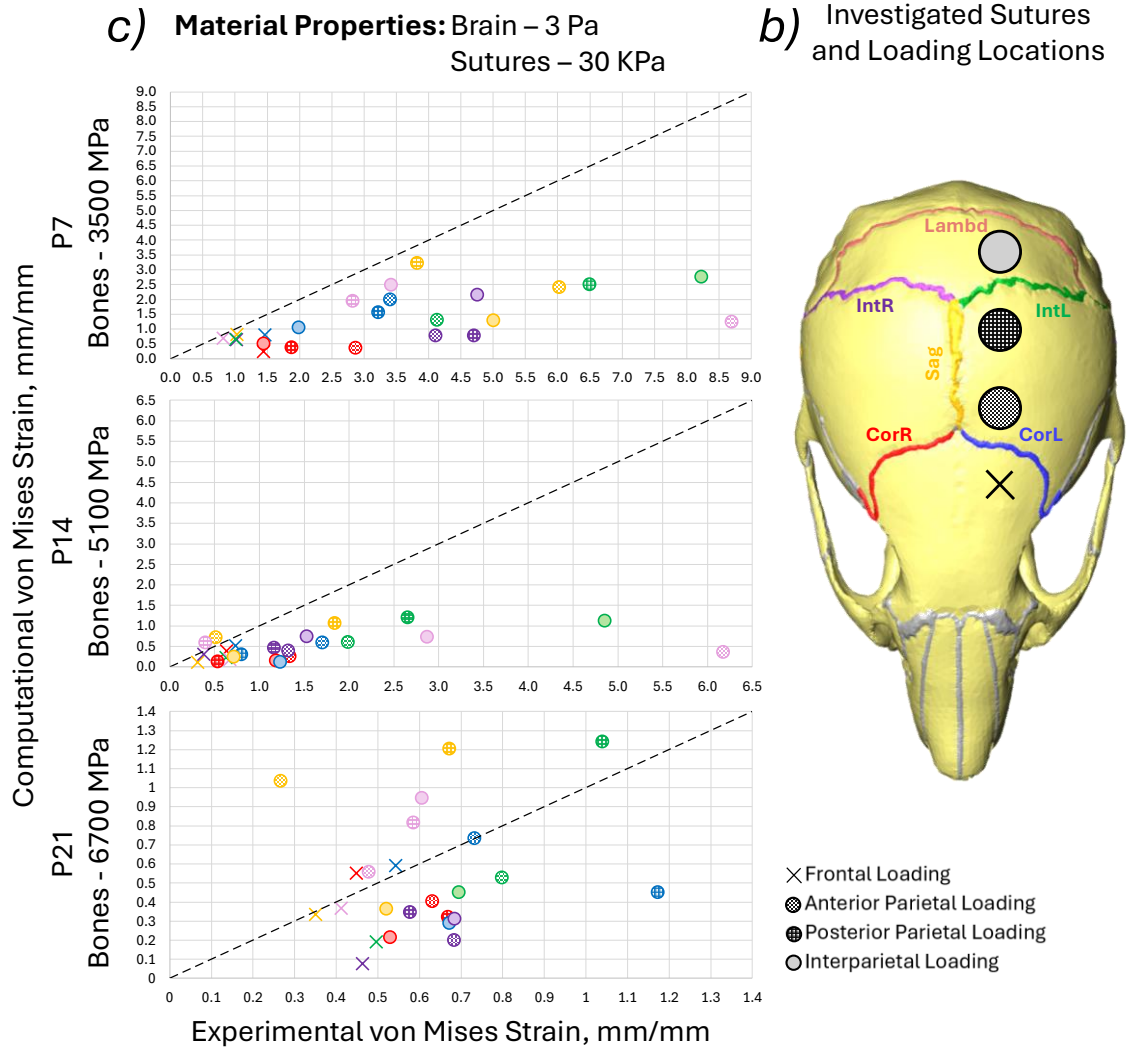 c) Material Properties: Brain – 3 Pa
Sutures – 30 KPa
b) Investigated Sutures
and Loading Locations
Computational von Mises Strain, mm/mm
P7
Bones - 3500 MPa
9.0
8.5
8.0
7.5
7.0
6.5
6.0
5.5
5.0
4.5
4.0
3.5
3.0
2.5
2.0
1.5
1.0
0.5
0.0
0.0 0.5 1.0 1.5 2.0 2.5 3.0 3.5 4.0 4.5 5.0 5.5 6.0 6.5 7.0 7.5 8.0 8.5 9.0
P14
Bones - 5100 MPa
6.5
6.0
5.5
5.0
4.5
4.0
3.5
3.0
2.5
2.0
1.5
1.0
0.5
0.0
0.0 0.5 1.0 1.5 2.0 2.5 3.0 3.5 4.0 4.5 5.0 5.5 6.0 6.5
P21
Bones - 6700 MPa
1.4
1.3
1.2
1.1
1
0.9
0.8
0.7
0.6
0.5
0.4
0.3
0.2
0.1
0
0 0.1 0.2 0.3 0.4 0.5 0.6 0.7 0.8 0.9 1 1.1 1.2 1.3 1.4
Experimental von Mises Strain, mm/mm
Lambd
IntR
IntL
Sag
CorR
CorL
Frontal Loading
Anterior Parietal Loading
Posterior Parietal Loading
Interparietal Loading